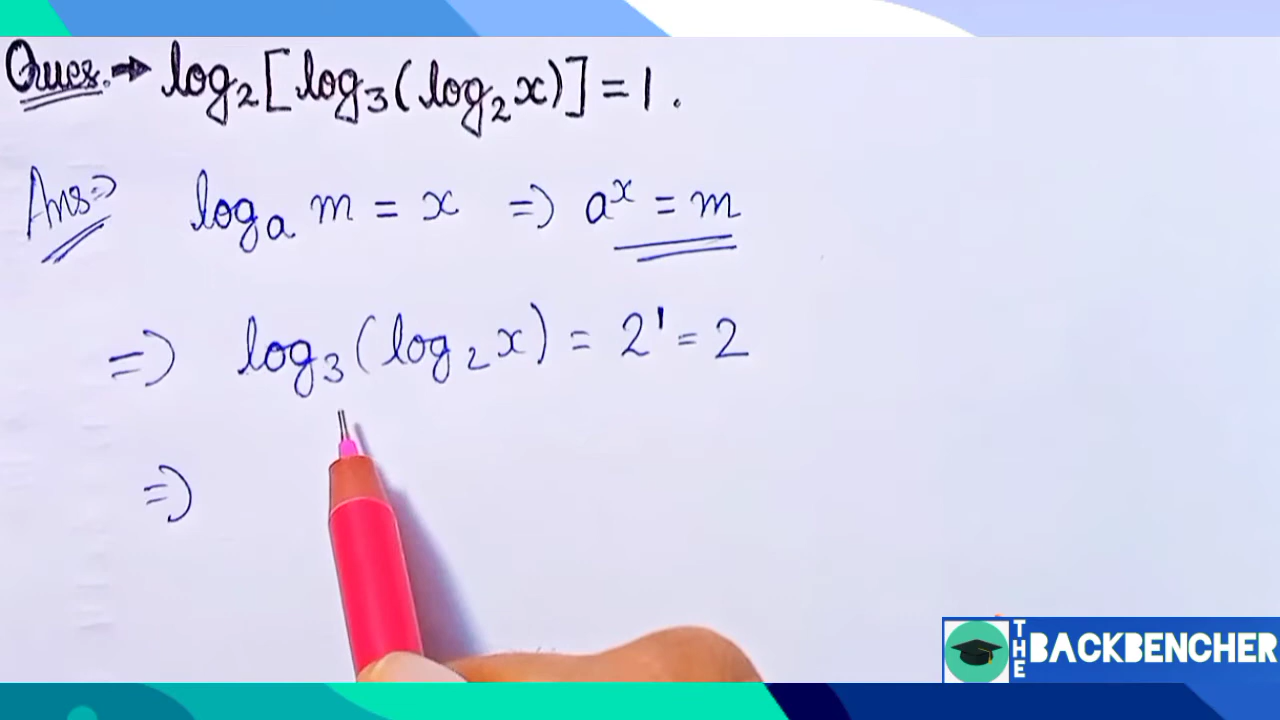 Ques. → log₂[log₃(log₂x)] = 1.
Ans ⇒ logₐ m = x ⇒ aˣ = m
⇒ log₃(log₂x) = 2¹ = 2
⇒
THE BACKBENCHER